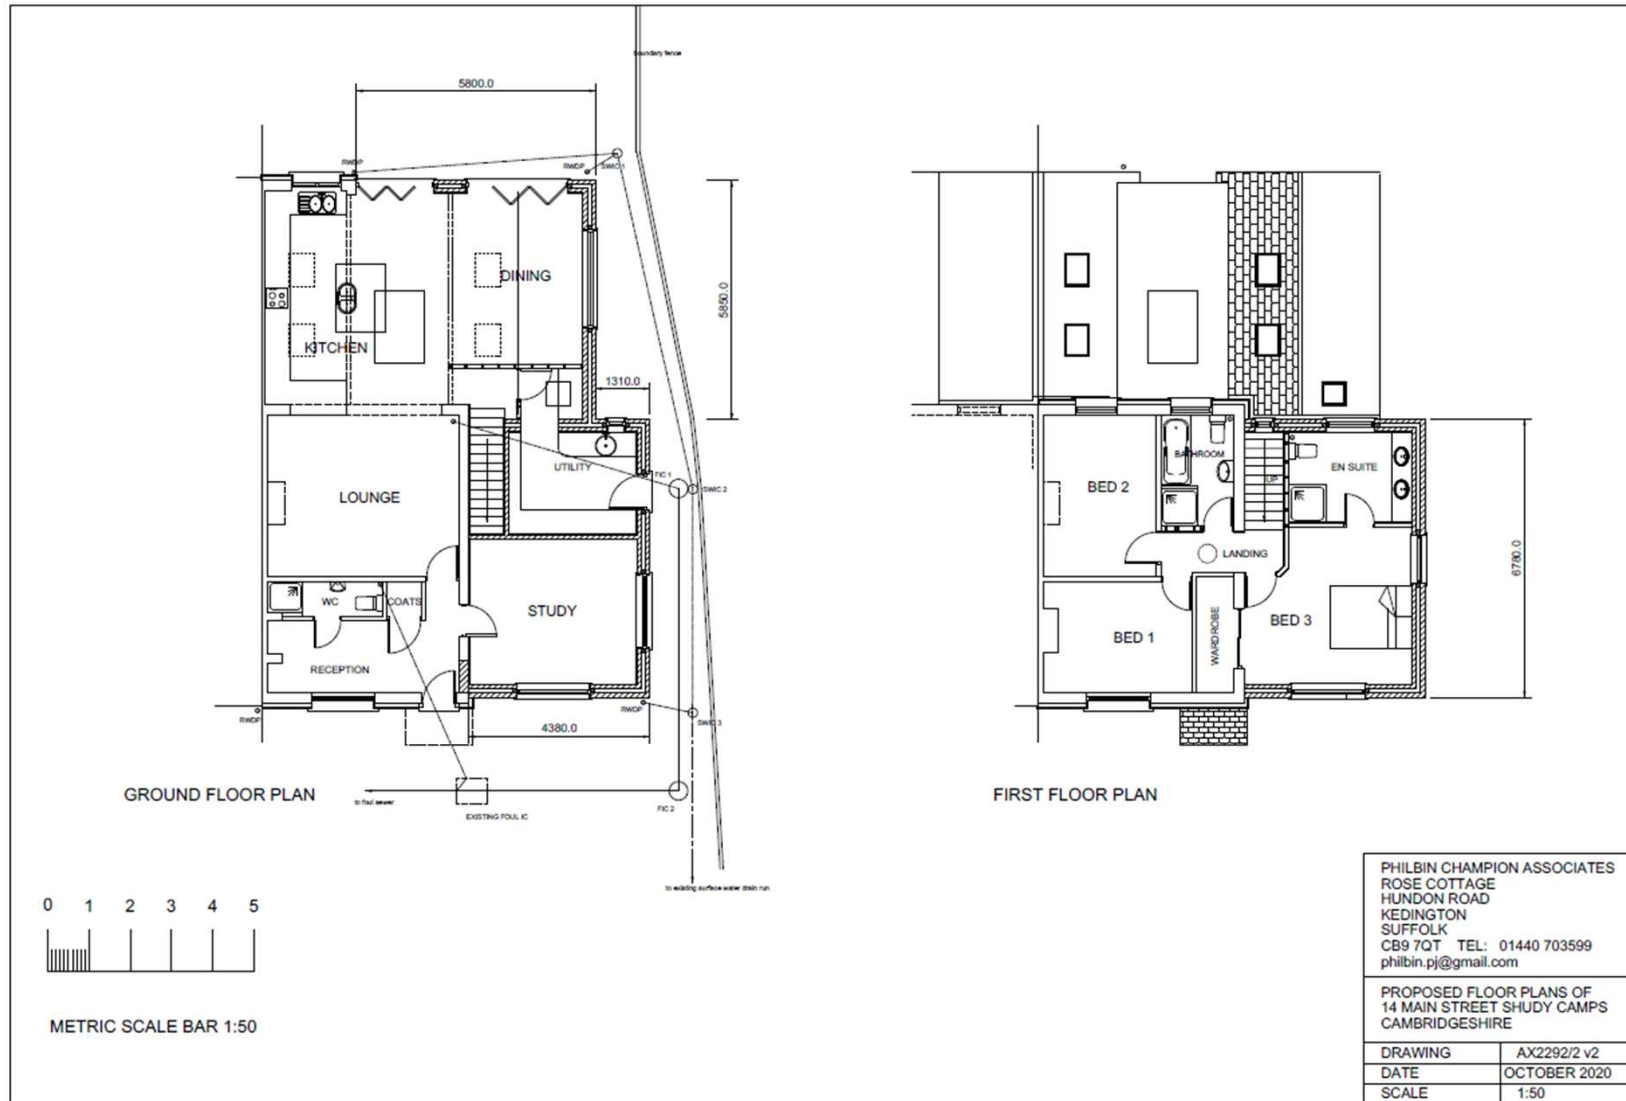 boundary fence
5800.0
RWDP
RWDP
SWIC 1
DINING
5850.0
KITCHEN
1310.0
UTILITY
FIC 1
SWIC 2
LOUNGE
WC
COATS
STUDY
RECEPTION
RWDP
RWDP
SWIC 3
4380.0
GROUND FLOOR PLAN
to foul sewer
EXISTING FOUL IC
FIC 2
to existing surface water drain run
BATHROOM
BED 2
UP
EN SUITE
LANDING
6780.0
BED 1
WARDROBE
BED 3
FIRST FLOOR PLAN
0 1 2 3 4 5
METRIC SCALE BAR 1:50
PHILBIN CHAMPION ASSOCIATES
ROSE COTTAGE
HUNDON ROAD
KEDINGTON
SUFFOLK
CB9 7QT TEL: 01440 703599
philbin.pj@gmail.com
PROPOSED FLOOR PLANS OF
14 MAIN STREET SHUDY CAMPS
CAMBRIDGESHIRE
DRAWING AX2292/2 v2
DATE OCTOBER 2020
SCALE 1:50